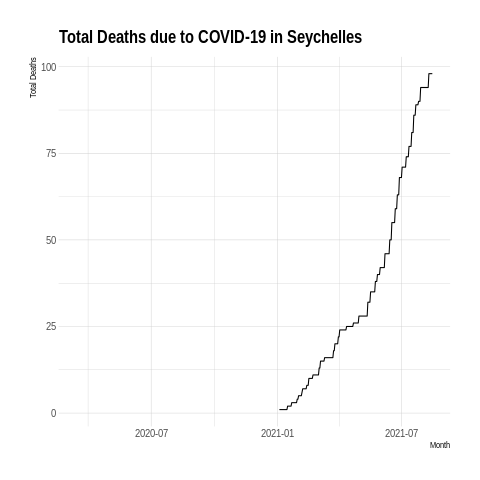 Total Deaths due to COVID-19 in Seychelles
Total Deaths
100
75
50
25
0
2020-07
2021-01
2021-07
Month